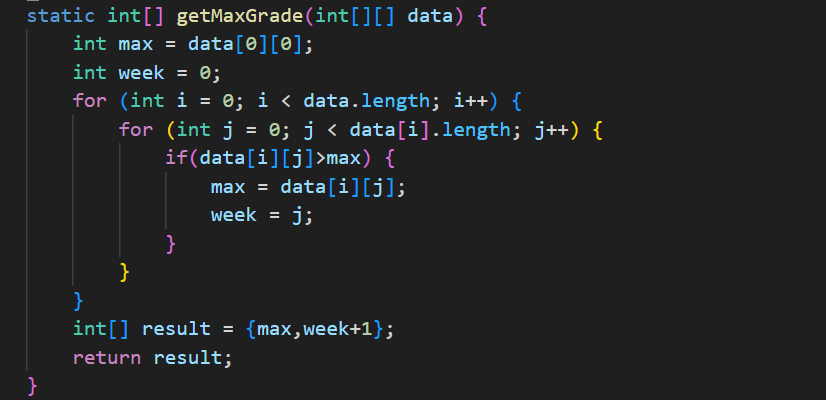 static int[] getMaxGrade(int[][] data) {
    int max = data[0][0];
    int week = 0;
    for (int i = 0; i < data.length; i++) {
        for (int j = 0; j < data[i].length; j++) {
            if(data[i][j]>max) {
                max = data[i][j];
                week = j;
            }
        }
    }
    int[] result = {max,week+1};
    return result;
}